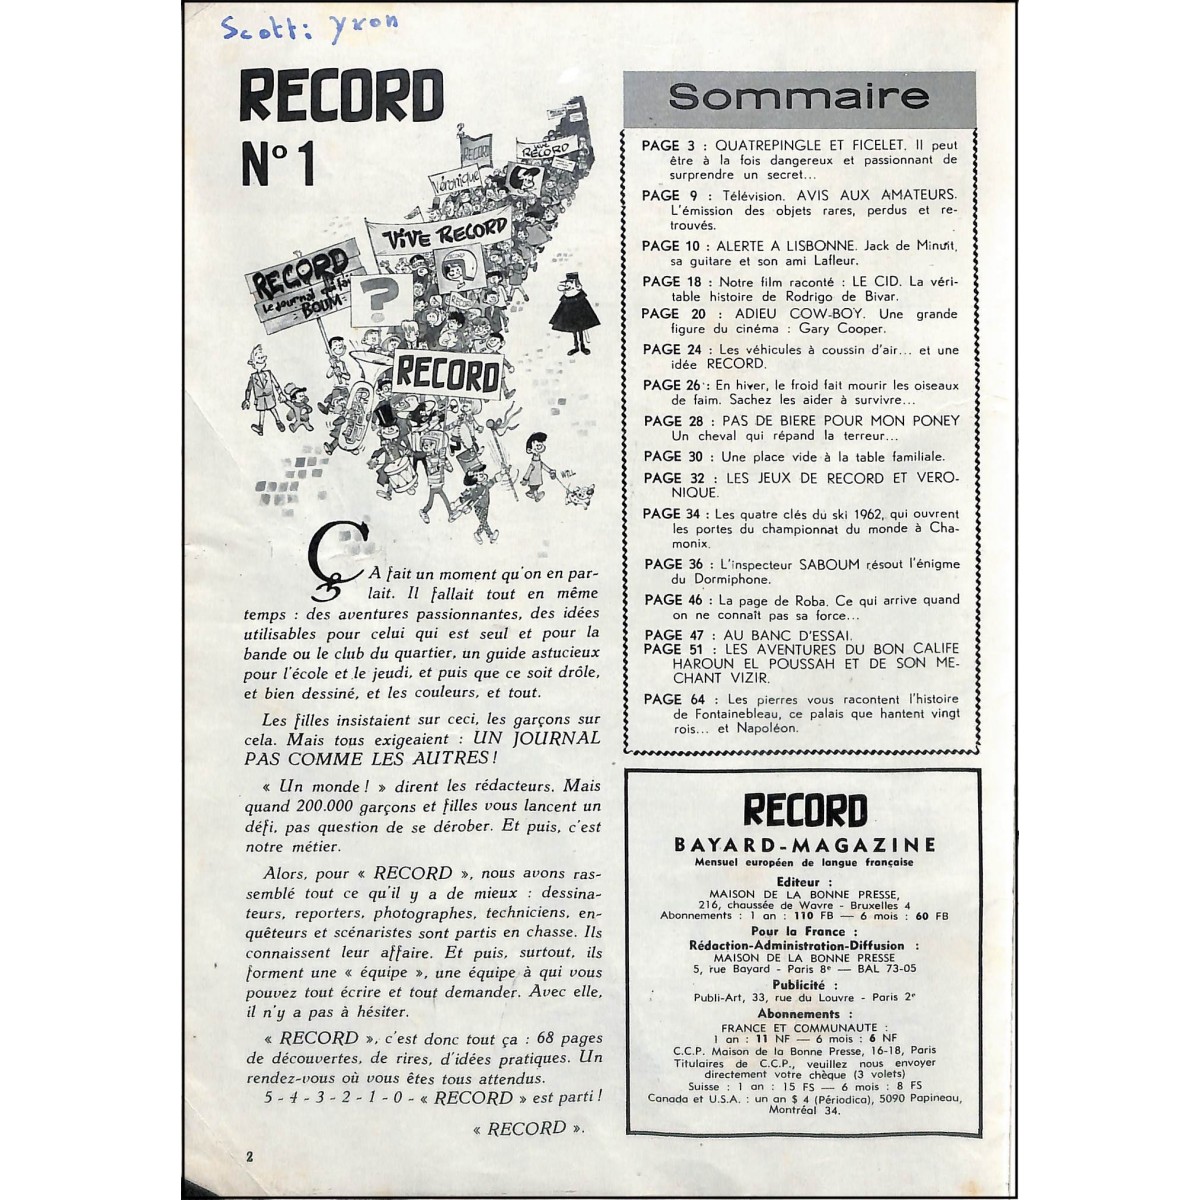 Scotti Yvon
RECORD
N° 1
RECORD
VIVE
RECORD
Véronique
VIVE RECORD
RECORD
le journal qui fait
BOUM
?
RECORD
WILL
ÇA fait un moment qu'on en par-
lait. Il fallait tout en même
temps : des aventures passionnantes, des idées
utilisables pour celui qui est seul et pour la
bande ou le club du quartier, un guide astucieux
pour l'école et le jeudi, et puis que ce soit drôle,
et bien dessiné, et les couleurs, et tout.
Les filles insistaient sur ceci, les garçons sur
cela. Mais tous exigeaient : UN JOURNAL
PAS COMME LES AUTRES !
« Un monde ! » dirent les rédacteurs. Mais
quand 200.000 garçons et filles vous lancent un
défi, pas question de se dérober. Et puis, c'est
notre métier.
Alors, pour « RECORD », nous avons ras-
semblé tout ce qu'il y a de mieux : dessina-
teurs, reporters, photographes, techniciens, en-
quêteurs et scénaristes sont partis en chasse. Ils
connaissent leur affaire. Et puis, surtout, ils
forment une « équipe », une équipe à qui vous
pouvez tout écrire et tout demander. Avec elle,
il n'y a pas à hésiter.
« RECORD », c'est donc tout ça : 68 pages
de découvertes, de rires, d'idées pratiques. Un
rendez-vous où vous êtes tous attendus.
5 - 4 - 3 - 2 - 1 - 0 - « RECORD » est parti !
« RECORD ».
2
Sommaire
PAGE 3 : QUATREPINGLE ET FICELET. Il peut
être à la fois dangereux et passionnant de
surprendre un secret...
PAGE 9 : Télévision. AVIS AUX AMATEURS.
L'émission des objets rares, perdus et re-
trouvés.
PAGE 10 : ALERTE A LISBONNE. Jack de Minuit,
sa guitare et son ami Lafleur.
PAGE 18 : Notre film raconté : LE CID. La véri-
table histoire de Rodrigo de Bivar.
PAGE 20 : ADIEU COW-BOY. Une grande
figure du cinéma : Gary Cooper.
PAGE 24 : Les véhicules à coussin d'air... et une
idée RECORD.
PAGE 26 : En hiver, le froid fait mourir les oiseaux
de faim. Sachez les aider à survivre...
PAGE 28 : PAS DE BIERE POUR MON PONEY
Un cheval qui répand la terreur...
PAGE 30 : Une place vide à la table familiale.
PAGE 32 : LES JEUX DE RECORD ET VERO-
NIQUE.
PAGE 34 : Les quatre clés du ski 1962, qui ouvrent
les portes du championnat du monde à Cha-
monix.
PAGE 36 : L'inspecteur SABOUM résout l'énigme
du Dormiphone.
PAGE 46 : La page de Roba. Ce qui arrive quand
on ne connaît pas sa force...
PAGE 47 : AU BANC D'ESSAI.
PAGE 51 : LES AVENTURES DU BON CALIFE
HAROUN EL POUSSAH ET DE SON ME-
CHANT VIZIR.
PAGE 64 : Les pierres vous racontent l'histoire
de Fontainebleau, ce palais que hantent vingt
rois... et Napoléon.
RECORD
BAYARD-MAGAZINE
Mensuel européen de langue française
Editeur :
MAISON DE LA BONNE PRESSE,
216, chaussée de Wavre - Bruxelles 4
Abonnements : 1 an : 110 FB — 6 mois : 60 FB
Pour la France :
Rédaction-Administration-Diffusion :
MAISON DE LA BONNE PRESSE
5, rue Bayard - Paris 8e — BAL 73-05
Publicité :
Publi-Art, 33, rue du Louvre - Paris 2e
Abonnements :
FRANCE ET COMMUNAUTE :
1 an : 11 NF — 6 mois : 6 NF
C.C.P. Maison de la Bonne Presse, 16-18, Paris
Titulaires de C.C.P., veuillez nous envoyer
directement votre chèque (3 volets)
Suisse : 1 an : 15 FS — 6 mois : 8 FS
Canada et U.S.A. : un an $ 4 (Périodica), 5090 Papineau,
Montréal 34.